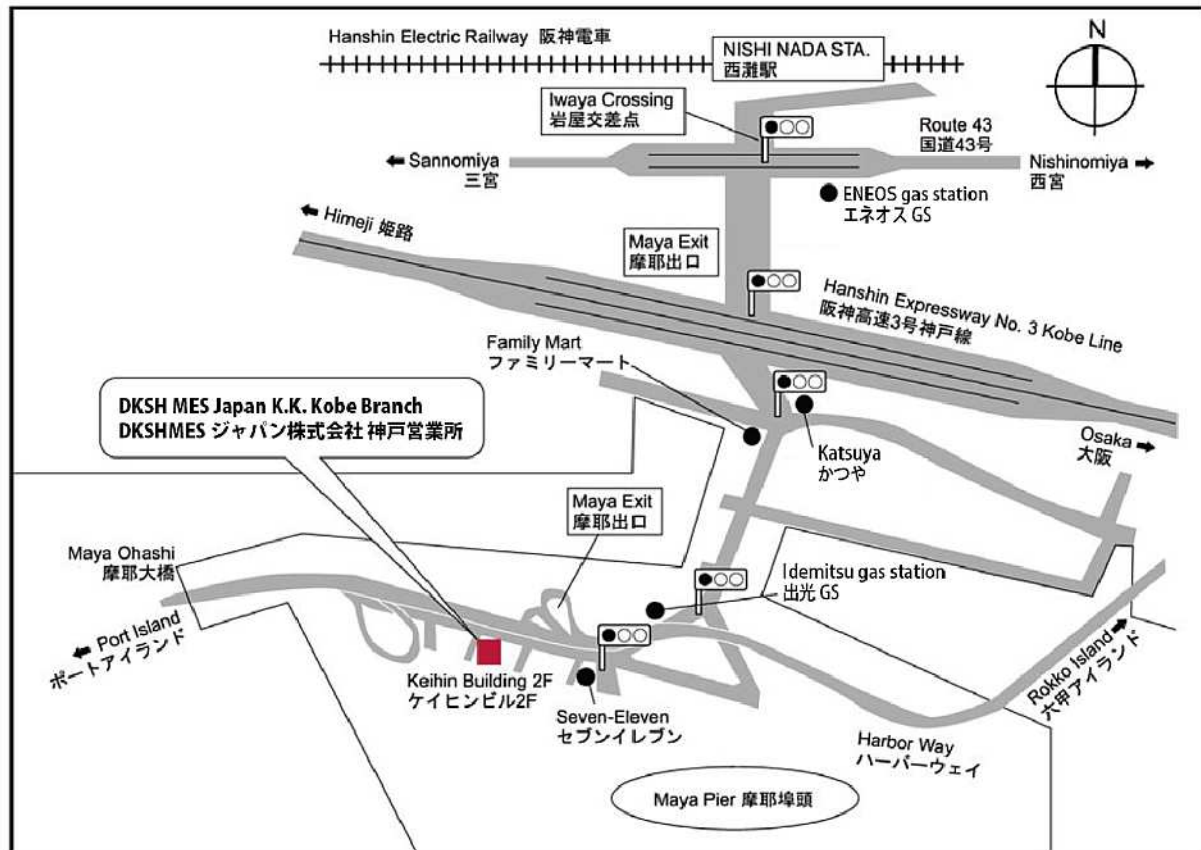 Hanshin Electric Railway 阪神電車
NISHI NADA STA.
西灘駅
N
Iwaya Crossing
岩屋交差点
Route 43
国道43号
Sannomiya
三宮
Nishinomiya
西宮
ENEOS gas station
エネオス GS
Himeji 姫路
Maya Exit
摩耶出口
Hanshin Expressway No. 3 Kobe Line
阪神高速3号神戸線
Family Mart
ファミリーマート
DKSH MES Japan K.K. Kobe Branch
DKSHMES ジャパン株式会社 神戸営業所
Katsuya
かつや
Osaka
大阪
Maya Exit
摩耶出口
Maya Ohashi
摩耶大橋
Idemitsu gas station
出光 GS
Port Island
ポートアイランド
Rokko Island
六甲アイランド
Keihin Building 2F
ケイヒンビル2F
Seven-Eleven
セブンイレブン
Harbor Way
ハーバーウェイ
Maya Pier 摩耶埠頭